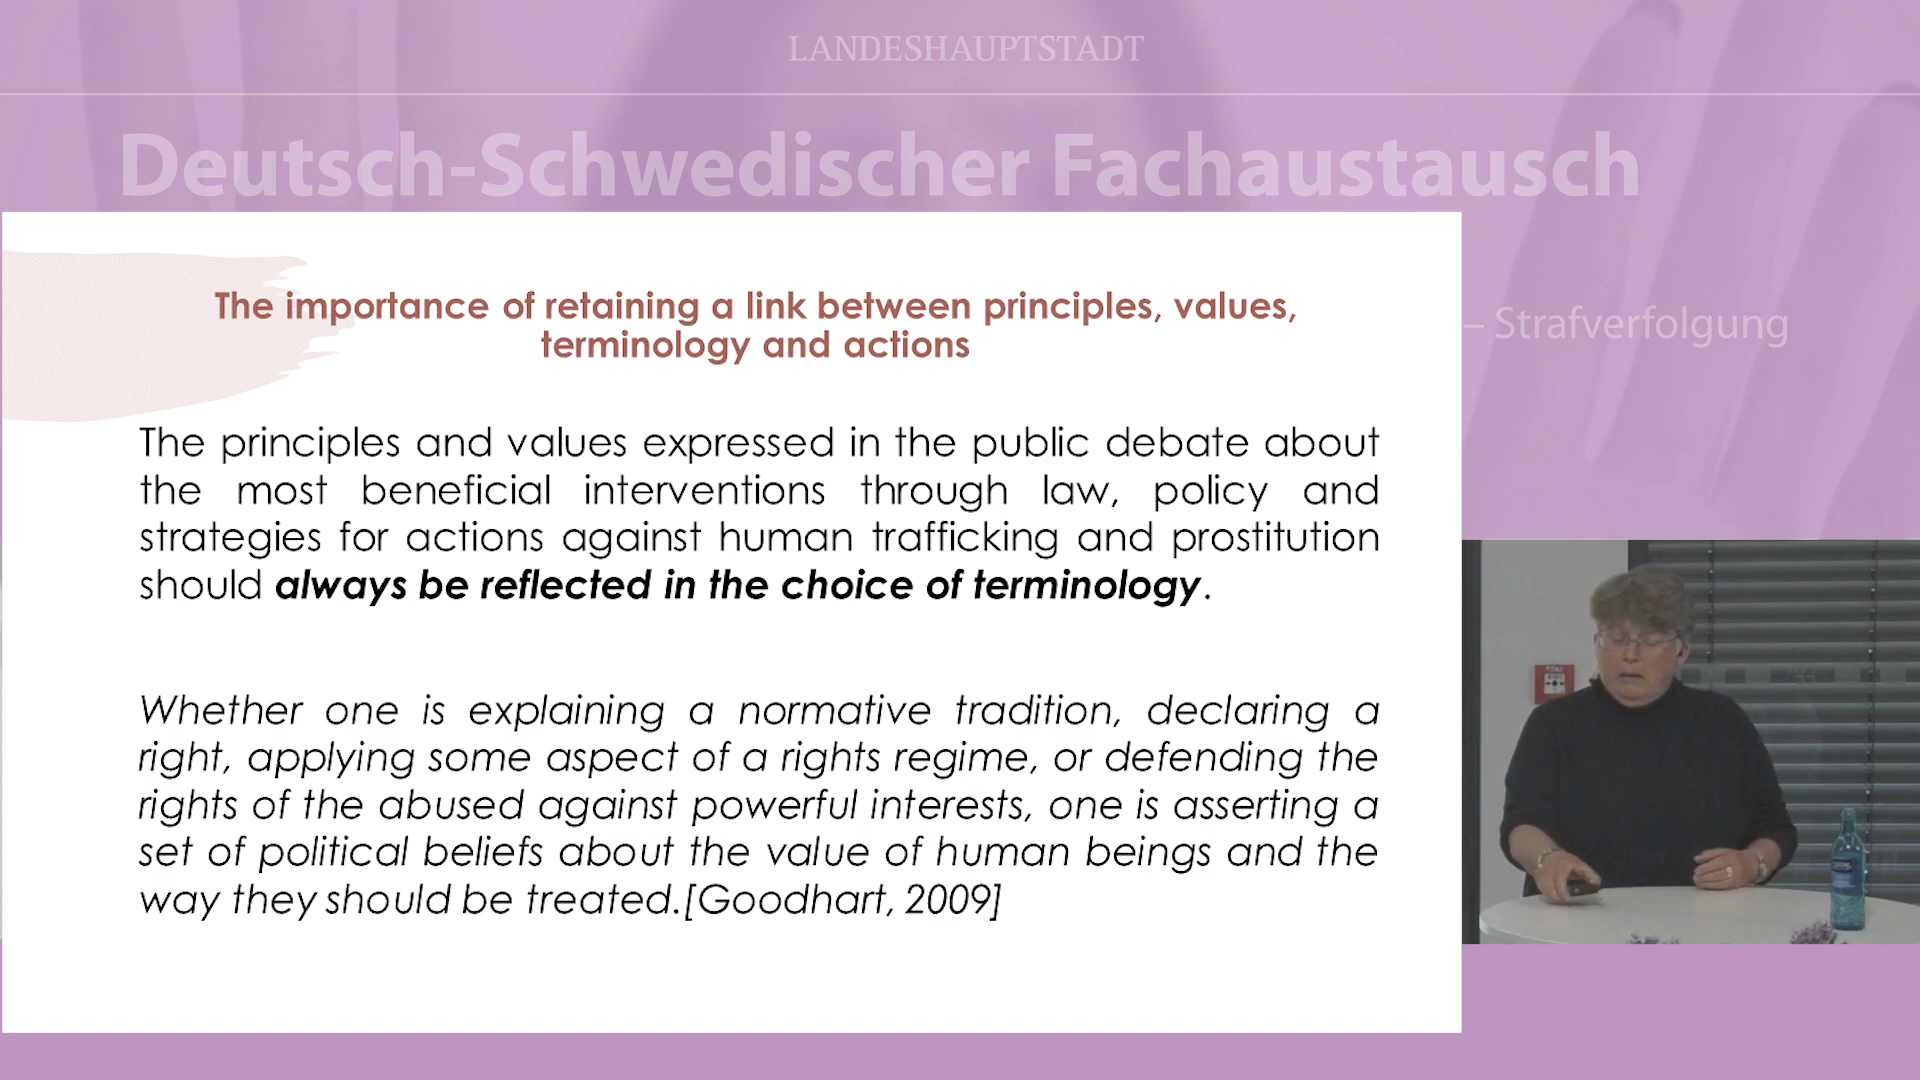 LANDESHAUPTSTADT
Deutsch-Schwedischer Fachaustausch
– Strafverfolgung
The importance of retaining a link between principles, values,
terminology and actions
The principles and values expressed in the public debate about
the most beneficial interventions through law, policy and
strategies for actions against human trafficking and prostitution
should always be reflected in the choice of terminology.
Whether one is explaining a normative tradition, declaring a
right, applying some aspect of a rights regime, or defending the
rights of the abused against powerful interests, one is asserting a
set of political beliefs about the value of human beings and the
way they should be treated.[Goodhart, 2009]